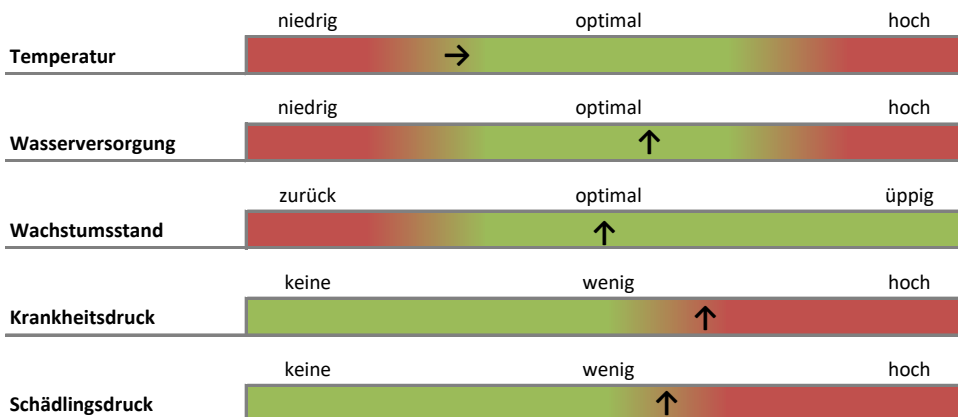 niedrig optimal hoch
Temperatur →
niedrig optimal hoch
Wasserversorgung ↑
zurück optimal üppig
Wachstumsstand ↑
keine wenig hoch
Krankheitsdruck ↑
keine wenig hoch
Schädlingsdruck ↑